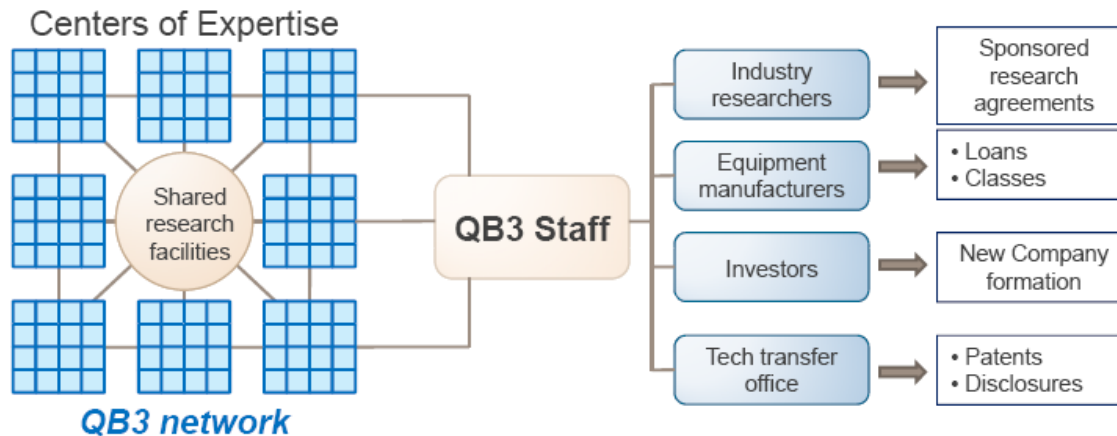 Centers of Expertise
Shared
research
facilities
QB3 network
QB3 Staff
Industry
researchers
Sponsored
research
agreements
Equipment
manufacturers
• Loans
• Classes
Investors
New Company
formation
Tech transfer
office
• Patents
• Disclosures